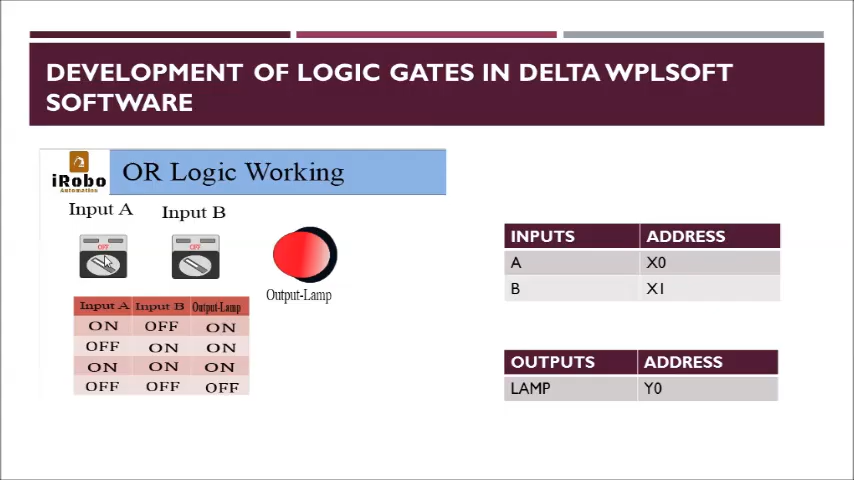 DEVELOPMENT OF LOGIC GATES IN DELTA WPLSOFT
SOFTWARE
iRobo
Automation
OR Logic Working
Input A
Input B
OFF
OFF
Output-Lamp
Input A Input B Output-Lamp
ON OFF ON
OFF ON ON
ON ON ON
OFF OFF OFF
INPUTS ADDRESS
A X0
B X1
OUTPUTS ADDRESS
LAMP Y0